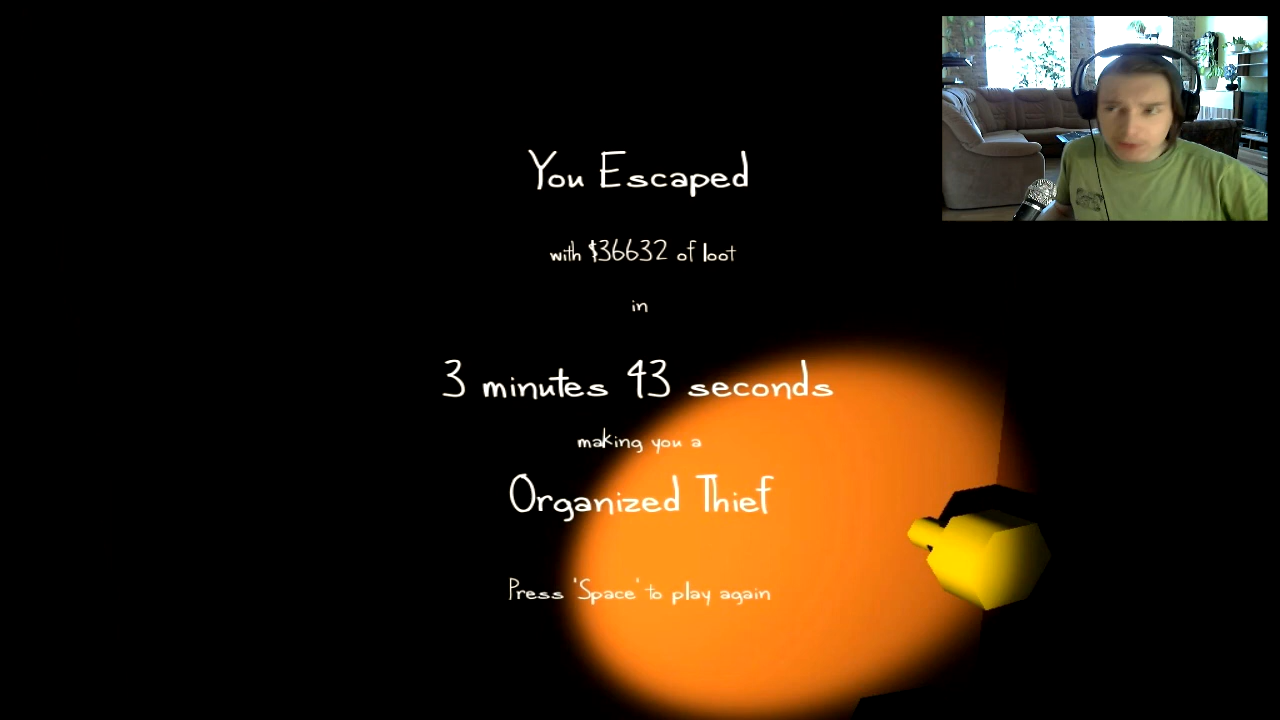 You Escaped
with $36632 of loot
in
3 minutes 43 seconds
making you a
Organized Thief
Press 'Space' to play again